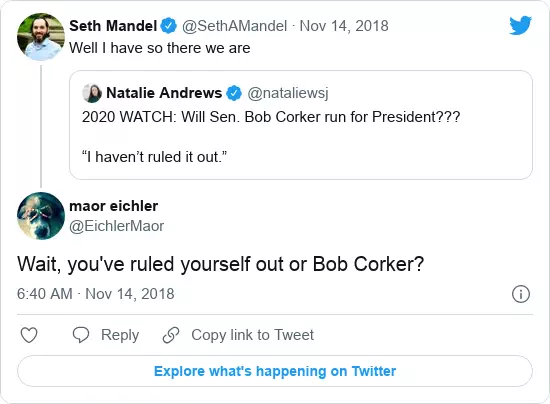 Seth Mandel @SethAMandel · Nov 14, 2018
Well I have so there we are
Natalie Andrews @nataliewsj
2020 WATCH: Will Sen. Bob Corker run for President???
“I haven’t ruled it out.”
maor eichler
@EichlerMaor
Wait, you've ruled yourself out or Bob Corker?
6:40 AM · Nov 14, 2018
Reply Copy link to Tweet
Explore what's happening on Twitter